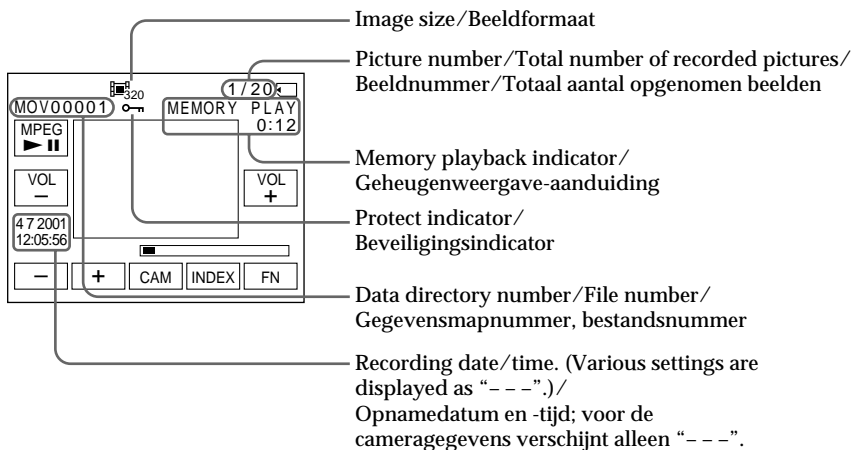 Image size/Beeldformaat
Picture number/Total number of recorded pictures/
Beeldnummer/Totaal aantal opgenomen beelden
320
1/20
MOV00001
MEMORY PLAY
0:12
MPEG
VOL
–
VOL
+
4 7 2001
12:05:56
– + CAM INDEX FN
Memory playback indicator/
Geheugenweergave-aanduiding
Protect indicator/
Beveiligingsindicator
Data directory number/File number/
Gegevensmapnummer, bestandsnummer
Recording date/time. (Various settings are
displayed as “– – –”.)/
Opnamedatum en -tijd; voor de
cameragegevens verschijnt alleen “– – –”.